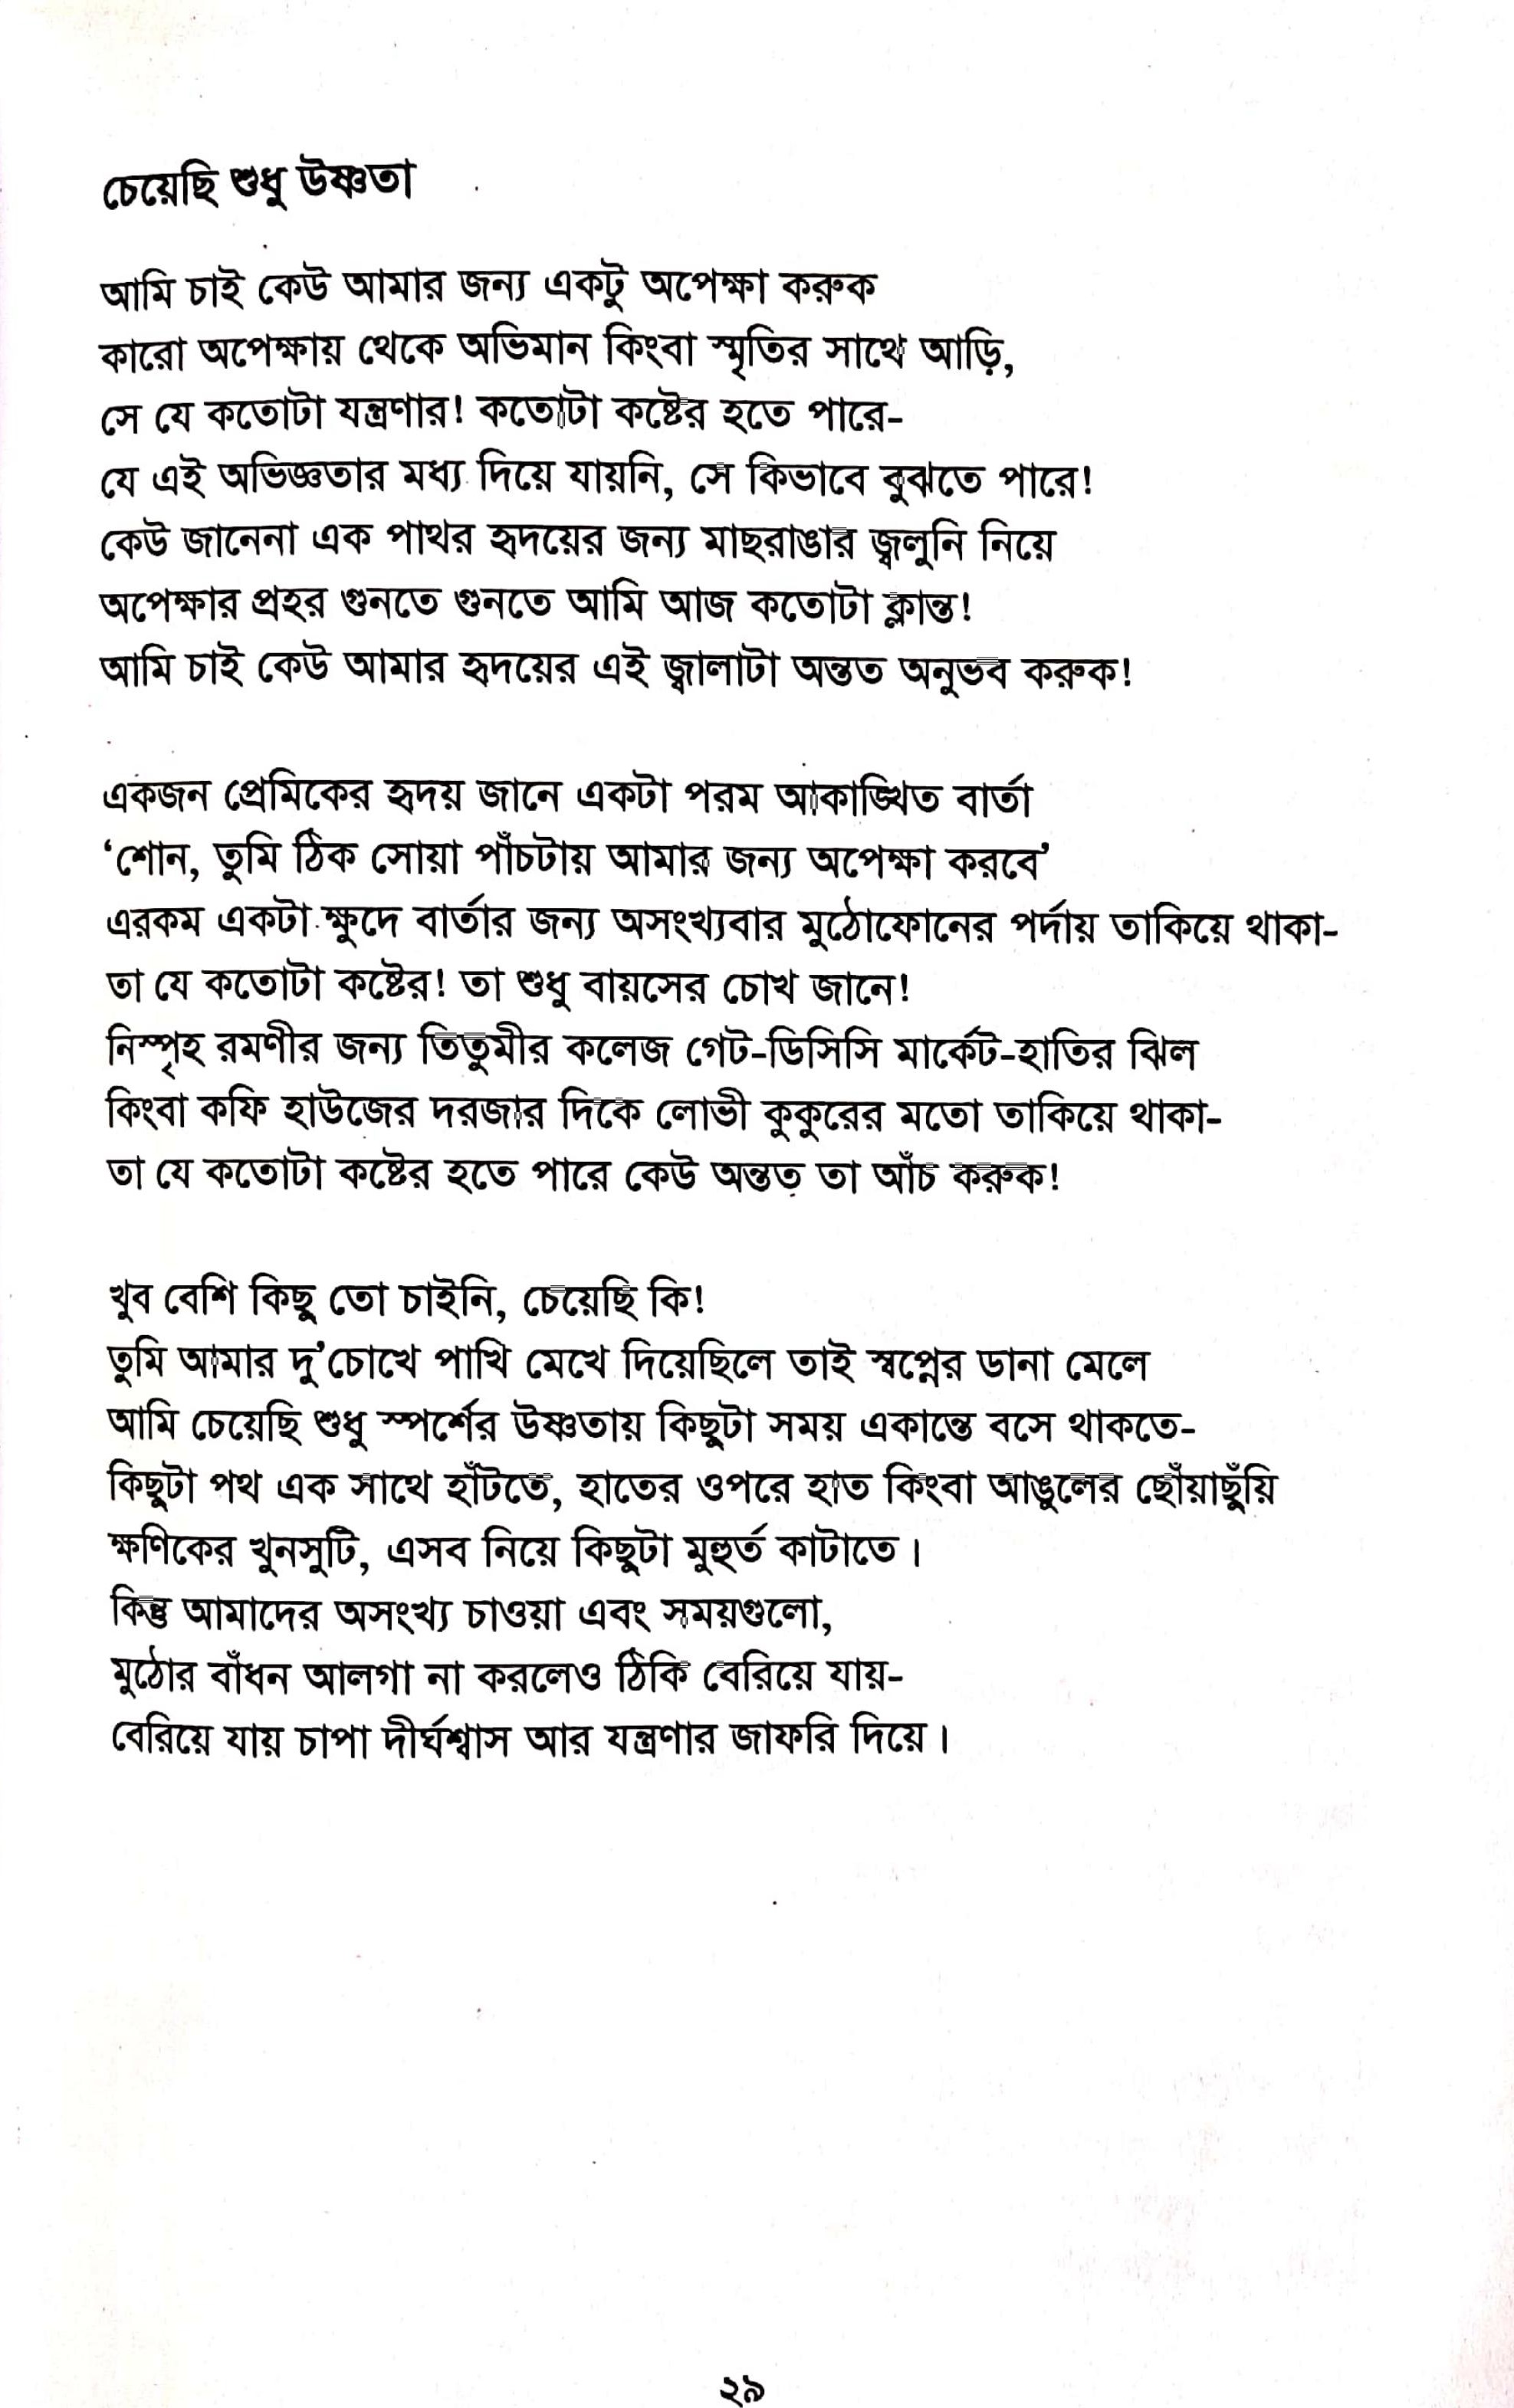 চেয়েছি শুধু উষ্ণতা
আমি চাই কেউ আমার জন্য একটু অপেক্ষা করুক
কারো অপেক্ষায় থেকে অভিমান কিংবা স্মৃতির সাথে আড়ি,
সে যে কতোটা যন্ত্রণার! কতোটা কষ্টের হতে পারে-
যে এই অভিজ্ঞতার মধ্য দিয়ে যায়নি, সে কিভাবে বুঝতে পারে!
কেউ জানেনা এক পাথর হৃদয়ের জন্য মাছরাঙার জ্বলুনি নিয়ে
অপেক্ষার প্রহর গুনতে গুনতে আমি আজ কতোটা ক্লান্ত!
আমি চাই কেউ আমার হৃদয়ের এই জ্বালাটা অন্তত অনুভব করুক!
একজন প্রেমিকের হৃদয় জানে একটা পরম আকাঙ্খিত বার্তা
‘শোন, তুমি ঠিক সোয়া পাঁচটায় আমার জন্য অপেক্ষা করবে’
এরকম একটা ক্ষুদে বার্তার জন্য অসংখ্যবার মুঠোফোনের পর্দায় তাকিয়ে থাকা-
তা যে কতোটা কষ্টের! তা শুধু বায়সের চোখ জানে!
নিস্পৃহ রমণীর জন্য তিতুমীর কলেজ গেট-ডিসিসি মার্কেট-হাতির ঝিল
কিংবা কফি হাউজের দরজার দিকে লোভী কুকুরের মতো তাকিয়ে থাকা-
তা যে কতোটা কষ্টের হতে পারে কেউ অন্তত তা আঁচ করুক!
খুব বেশি কিছু তো চাইনি, চেয়েছি কি!
তুমি আমার দু’চোখে পাখি মেখে দিয়েছিলে তাই স্বপ্নের ডানা মেলে
আমি চেয়েছি শুধু স্পর্শের উষ্ণতায় কিছুটা সময় একান্তে বসে থাকতে-
কিছুটা পথ এক সাথে হাঁটতে, হাতের ওপরে হাত কিংবা আঙুলের ছোঁয়াছুঁয়ি
ক্ষণিকের খুনসুটি, এসব নিয়ে কিছুটা মুহুর্ত কাটাতে।
কিন্তু আমাদের অসংখ্য চাওয়া এবং সময়গুলো,
মুঠোর বাঁধন আলগা না করলেও ঠিকি বেরিয়ে যায়-
বেরিয়ে যায় চাপা দীর্ঘশ্বাস আর যন্ত্রণার জাফরি দিয়ে।
২৯